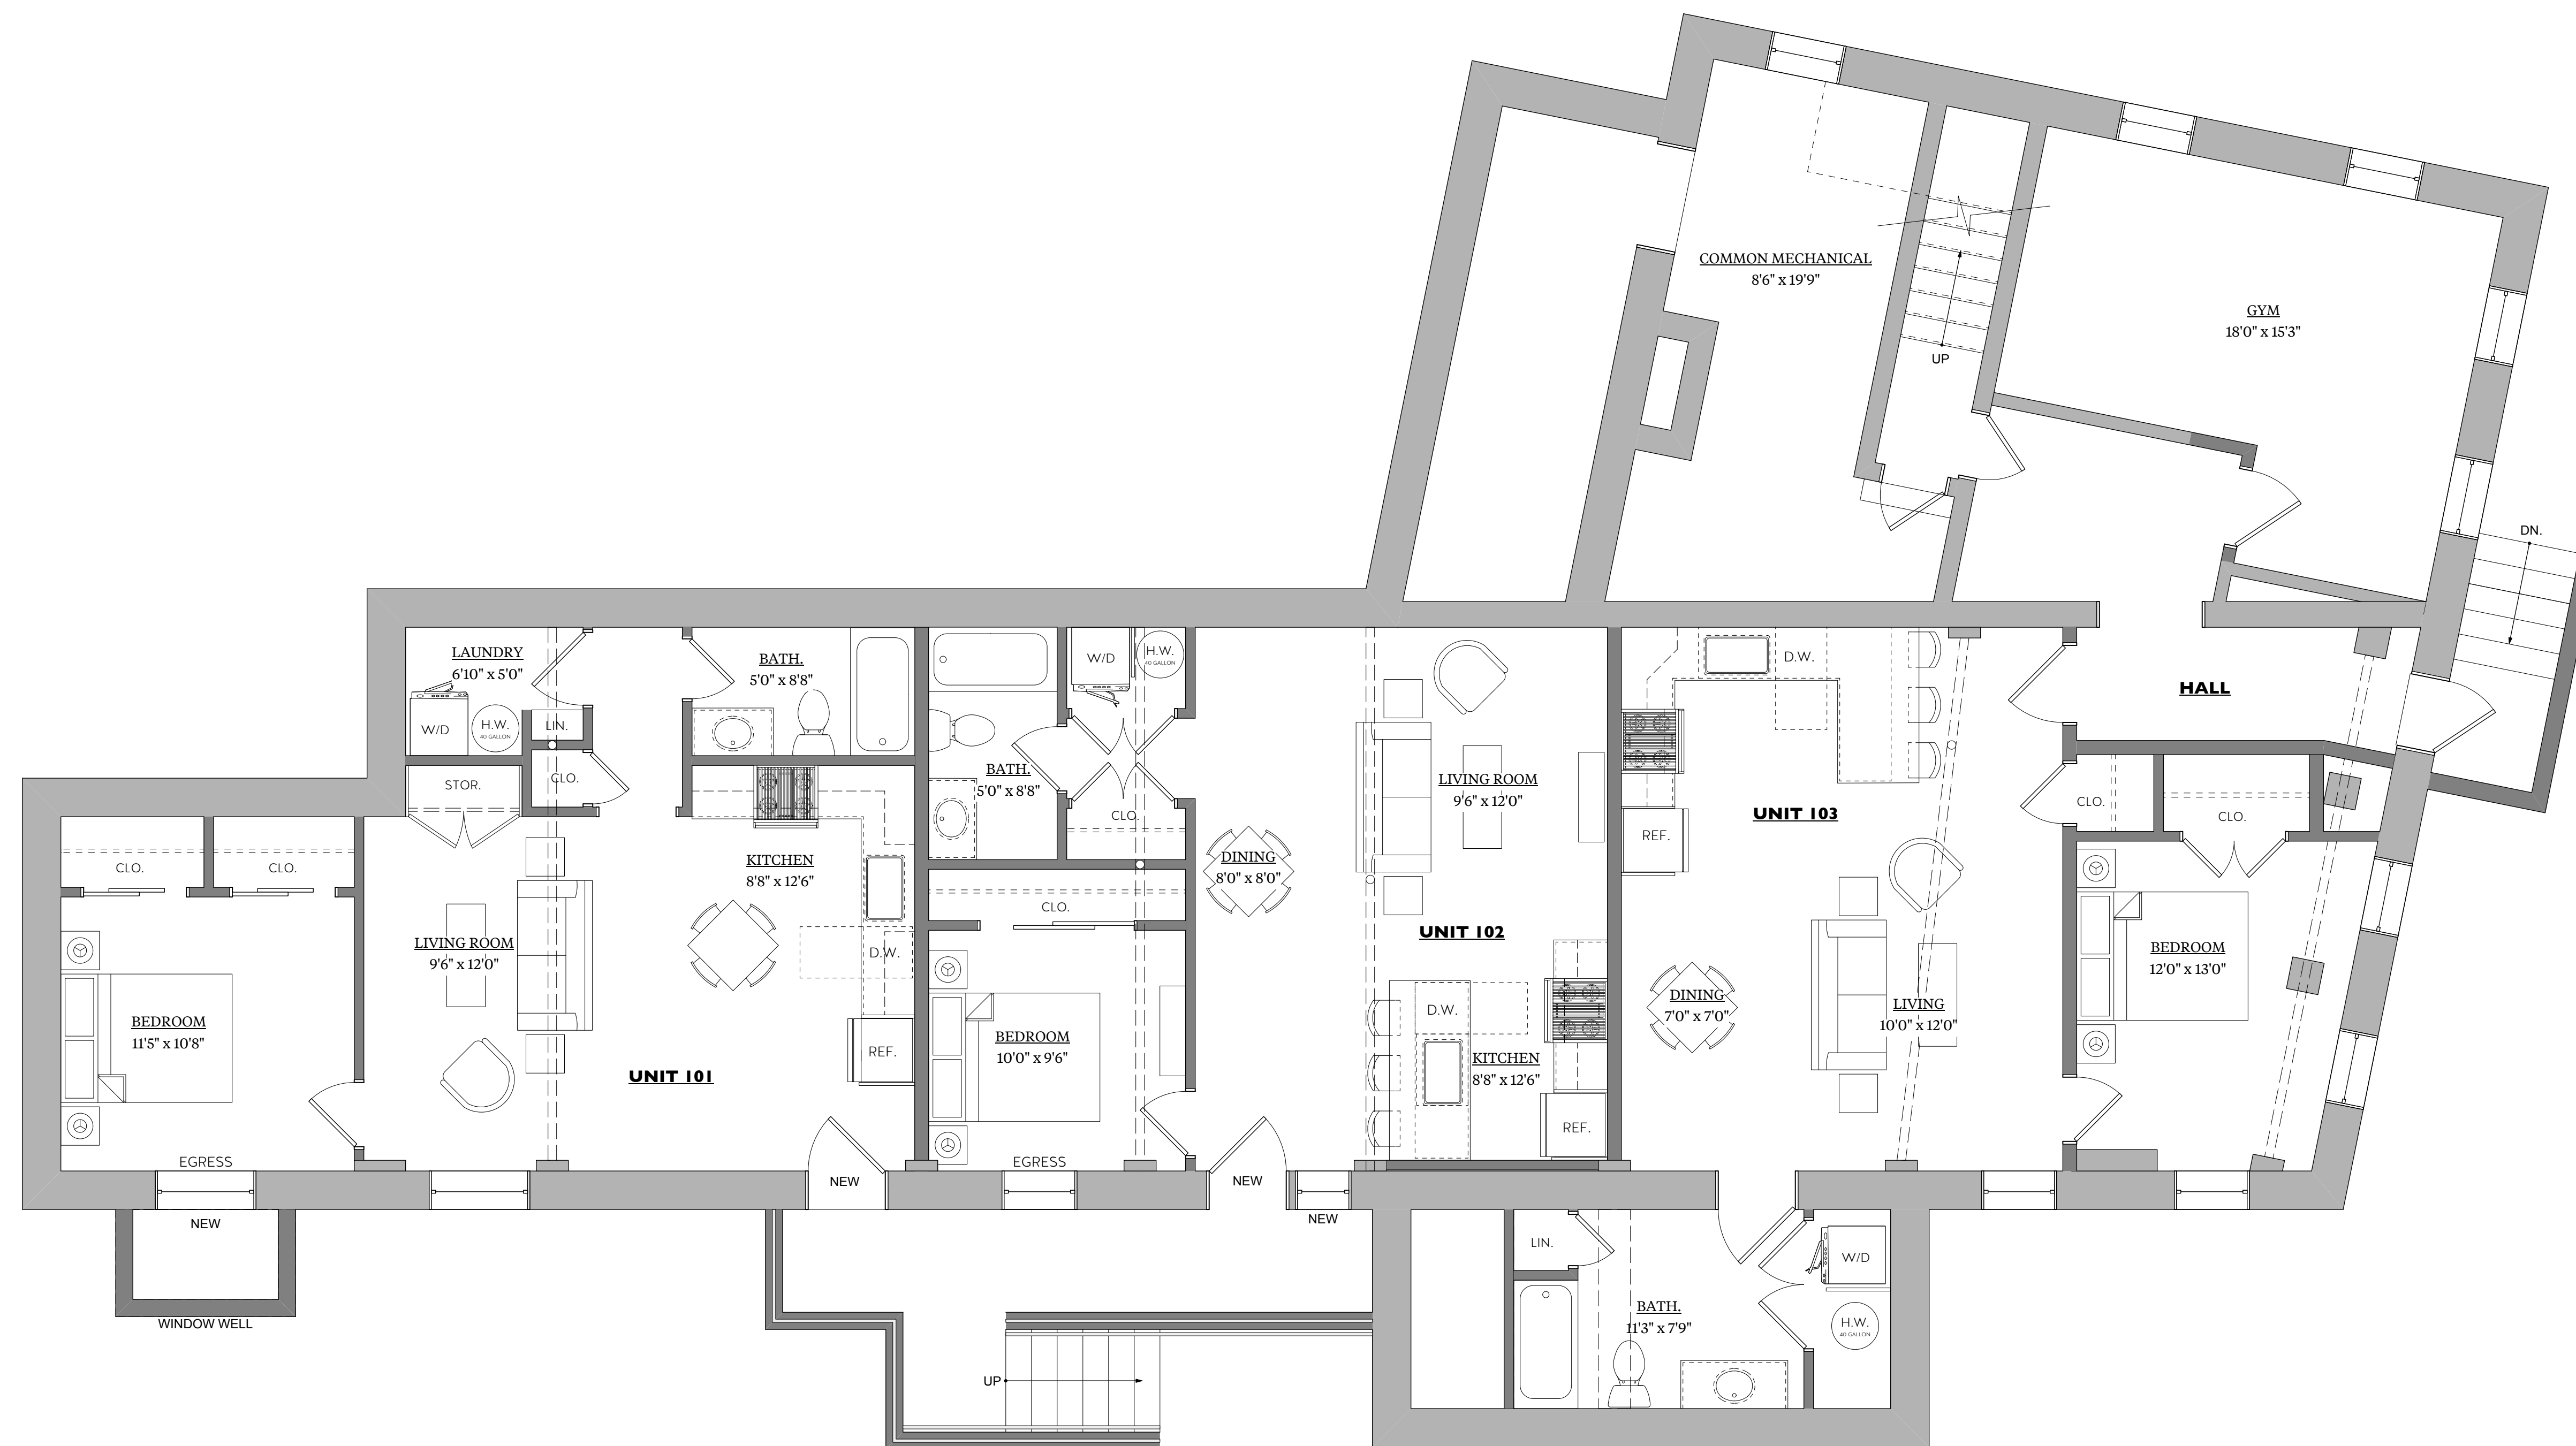 COMMON MECHANICAL
8'6" x 19'9"
UP
GYM
18'0" x 15'3"
DN.
LAUNDRY
6'10" x 5'0"
W/D
H.W.
40 GALLON
LIN.
CLO.
STOR.
BATH.
5'0" x 8'8"
KITCHEN
8'8" x 12'6"
D.W.
REF.
CLO.
CLO.
LIVING ROOM
9'6" x 12'0"
BEDROOM
11'5" x 10'8"
UNIT 101
EGRESS
NEW
WINDOW WELL
NEW
W/D
H.W.
40 GALLON
BATH.
5'0" x 8'8"
CLO.
CLO.
BEDROOM
10'0" x 9'6"
EGRESS
DINING
8'0" x 8'0"
LIVING ROOM
9'6" x 12'0"
UNIT 102
D.W.
KITCHEN
8'8" x 12'6"
REF.
NEW
NEW
UP
D.W.
REF.
UNIT 103
DINING
7'0" x 7'0"
LIVING
10'0" x 12'0"
HALL
CLO.
CLO.
BEDROOM
12'0" x 13'0"
LIN.
W/D
BATH.
11'3" x 7'9"
H.W.
40 GALLON